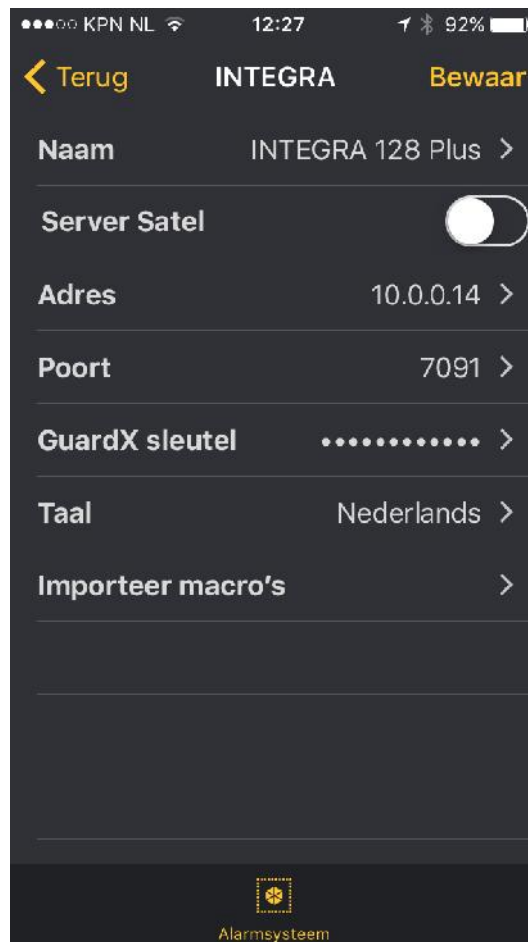 KPN NL 12:27 92%
Terug INTEGRA Bewaar
Naam INTEGRA 128 Plus
Server Satel
Adres 10.0.0.14
Poort 7091
GuardX sleutel ••••••••••••
Taal Nederlands
Importeer macro's
Alarmsysteem